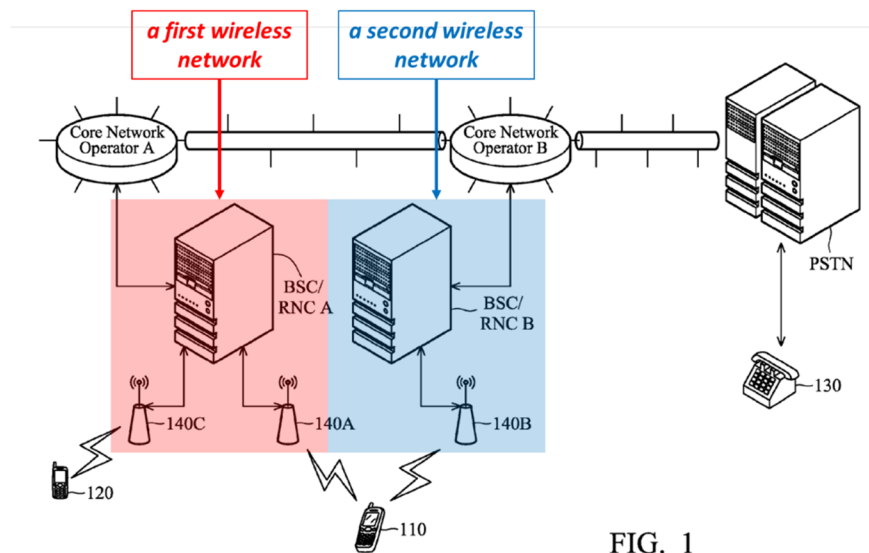 a first wireless
network
a second wireless
network
Core Network
Operator A
Core Network
Operator B
PSTN
BSC/
RNC A
BSC/
RNC B
130
140C
140A
140B
120
110
FIG. 1